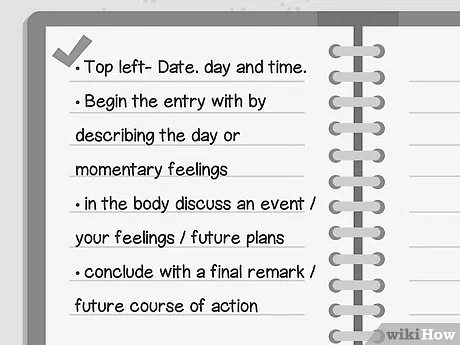 • Top left- Date. day and time.
• Begin the entry with by
describing the day or
momentary feelings
• in the body discuss an event /
your feelings / future plans
• conclude with a final remark /
future course of action
wikiHow